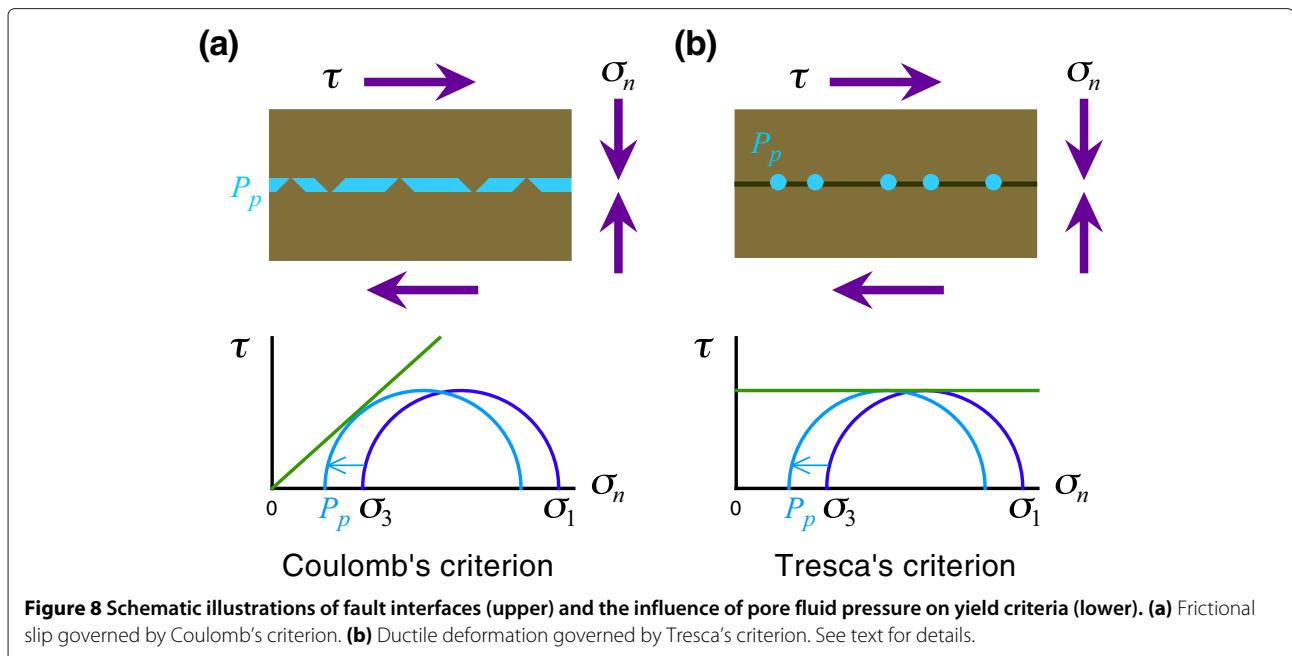 (a)
τ
σn
Pp
τ
0
Pp
σ3
σ1
σn
Coulomb's criterion
(b)
τ
σn
Pp
τ
0
Pp
σ3
σ1
σn
Tresca's criterion
Figure 8 Schematic illustrations of fault interfaces (upper) and the influence of pore fluid pressure on yield criteria (lower). (a) Frictional
slip governed by Coulomb's criterion. (b) Ductile deformation governed by Tresca's criterion. See text for details.